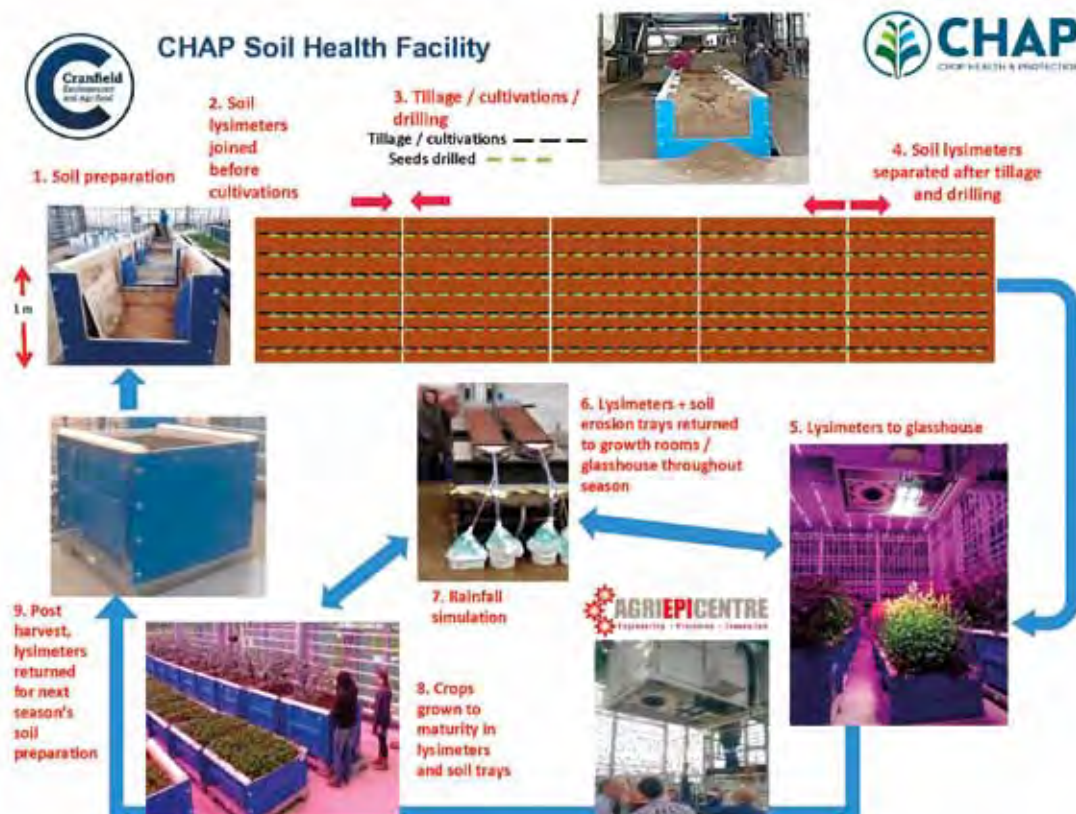 Cranfield
Environment
and Agrifood
CHAP Soil Health Facility
CHAP
CROP HEALTH & PROTECTION
1. Soil preparation
2. Soil
lysimeters
joined
before
cultivations
3. Tillage / cultivations /
drilling
Tillage / cultivations
Seeds drilled
4. Soil lysimeters
separated after tillage
and drilling
1 m
5. Lysimeters to glasshouse
6. Lysimeters + soil
erosion trays returned
to growth rooms /
glasshouse throughout
season
7. Rainfall
simulation
AGRIEPICENTRE
Engineering • Precision • Innovation
8. Crops
grown to
maturity in
lysimeters
and soil trays
9. Post
harvest,
lysimeters
returned
for next
season's
soil
preparation